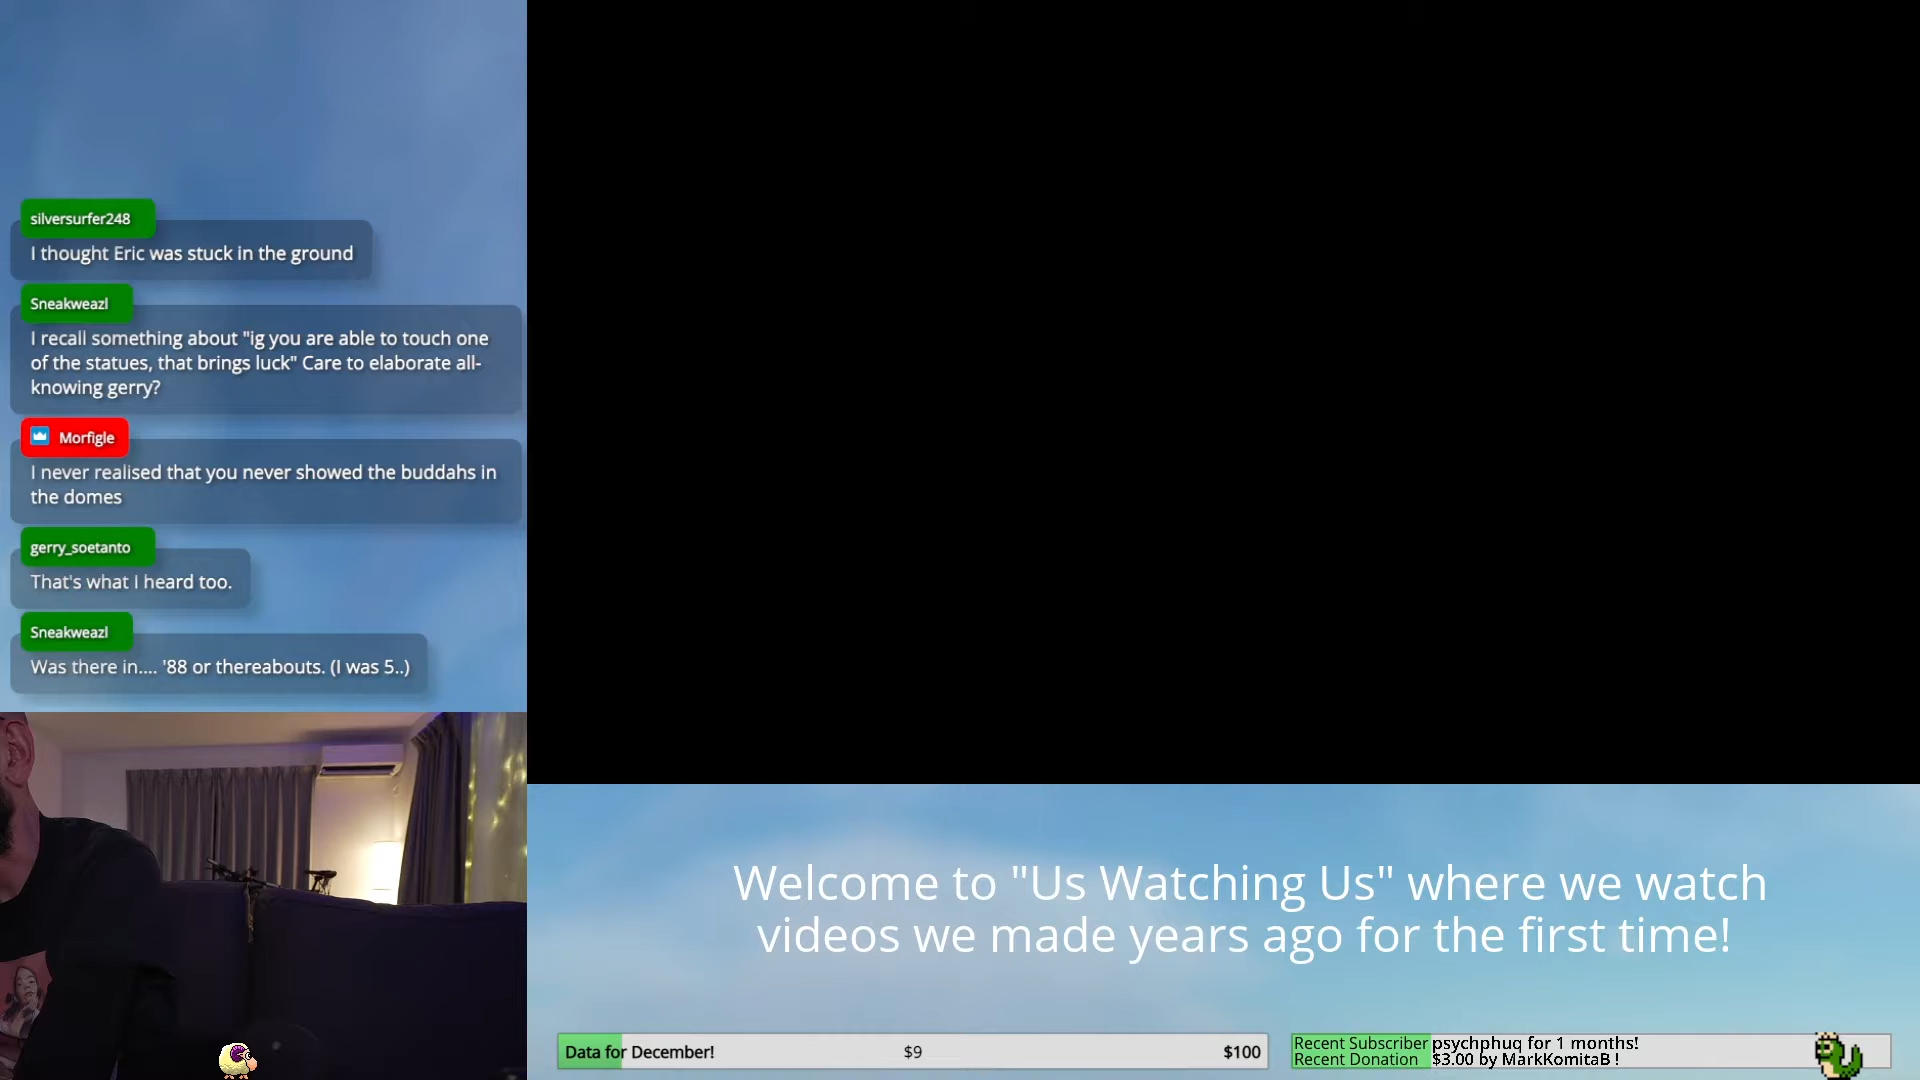 silversurfer248
I thought Eric was stuck in the ground
Sneakweazl
I recall something about "ig you are able to touch one
of the statues, that brings luck" Care to elaborate all-
knowing gerry?
Morfigle
I never realised that you never showed the buddahs in
the domes
gerry_soetanto
That's what I heard too.
Sneakweazl
Was there in.... '88 or thereabouts. (I was 5..)
Welcome to "Us Watching Us" where we watch
videos we made years ago for the first time!
Data for December! $9 $100
Recent Subscriber psychphuq for 1 months!
Recent Donation $3.00 by MarkKomitaB !